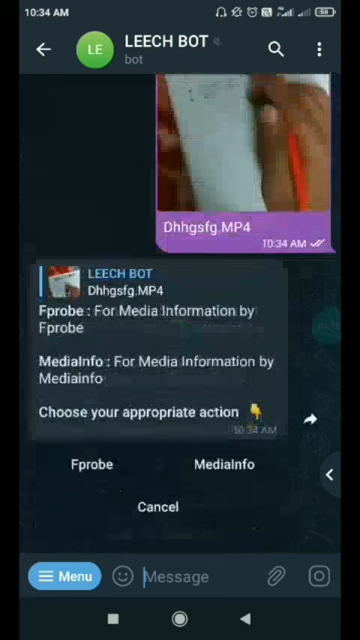 10:34 AM
58
LE
LEECH BOT
bot
Dhhgsfg.MP4
10:34 AM
LEECH BOT
Dhhgsfg.MP4
Fprobe : For Media Information by
Fprobe
MediaInfo : For Media Information by
Mediainfo
Choose your appropriate action 👇
10:34 AM
Fprobe
MediaInfo
Cancel
Menu
Message